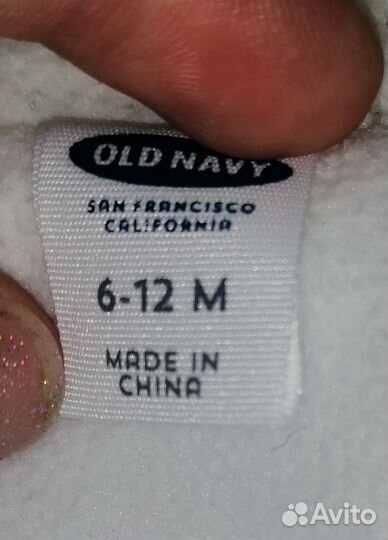 OLD NAVY
SAN FRANCISCO
CALIFORNIA
6-12 M
MADE IN
CHINA
Avito